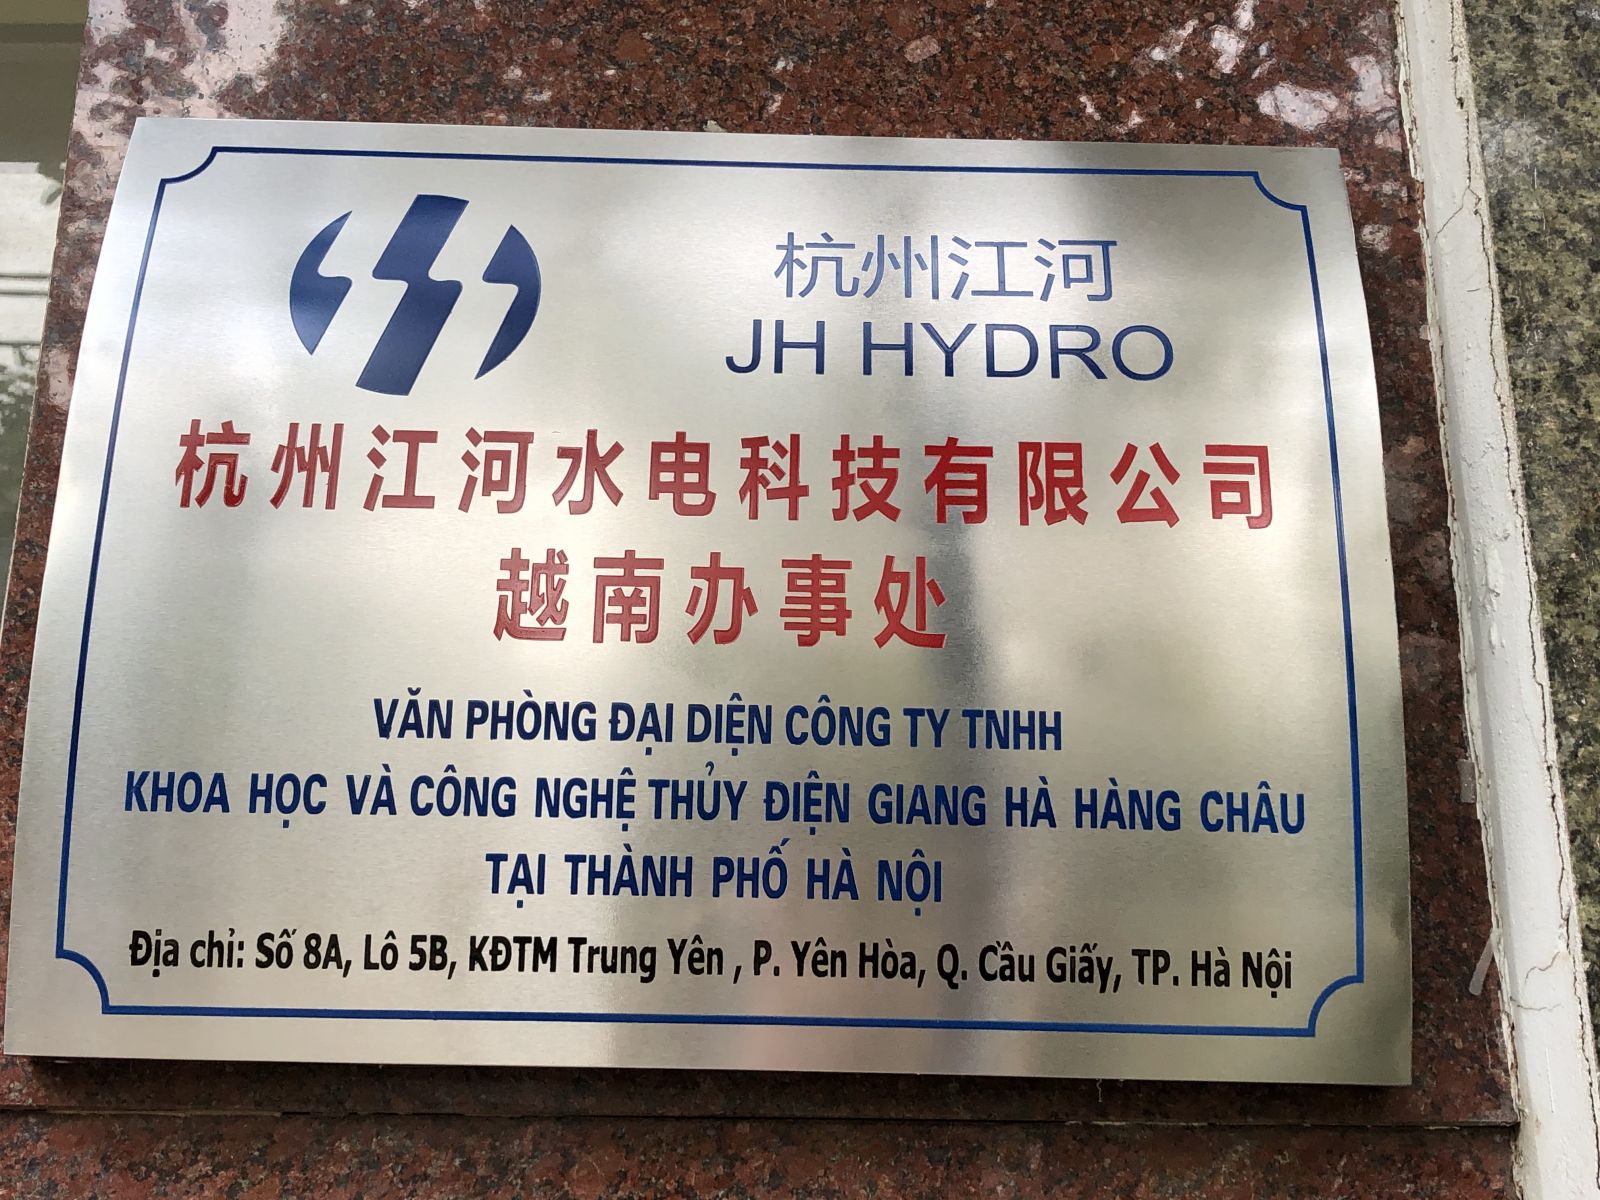 杭州江河
JH HYDRO
杭州江河水电科技有限公司
越南办事处
VĂN PHÒNG ĐẠI DIỆN CÔNG TY TNHH
KHOA HỌC VÀ CÔNG NGHỆ THỦY ĐIỆN GIANG HÀ HÀNG CHÂU
TẠI THÀNH PHỐ HÀ NỘI
Địa chỉ: Số 8A, Lô 5B, KĐTM Trung Yên , P. Yên Hòa, Q. Cầu Giấy, TP. Hà Nội